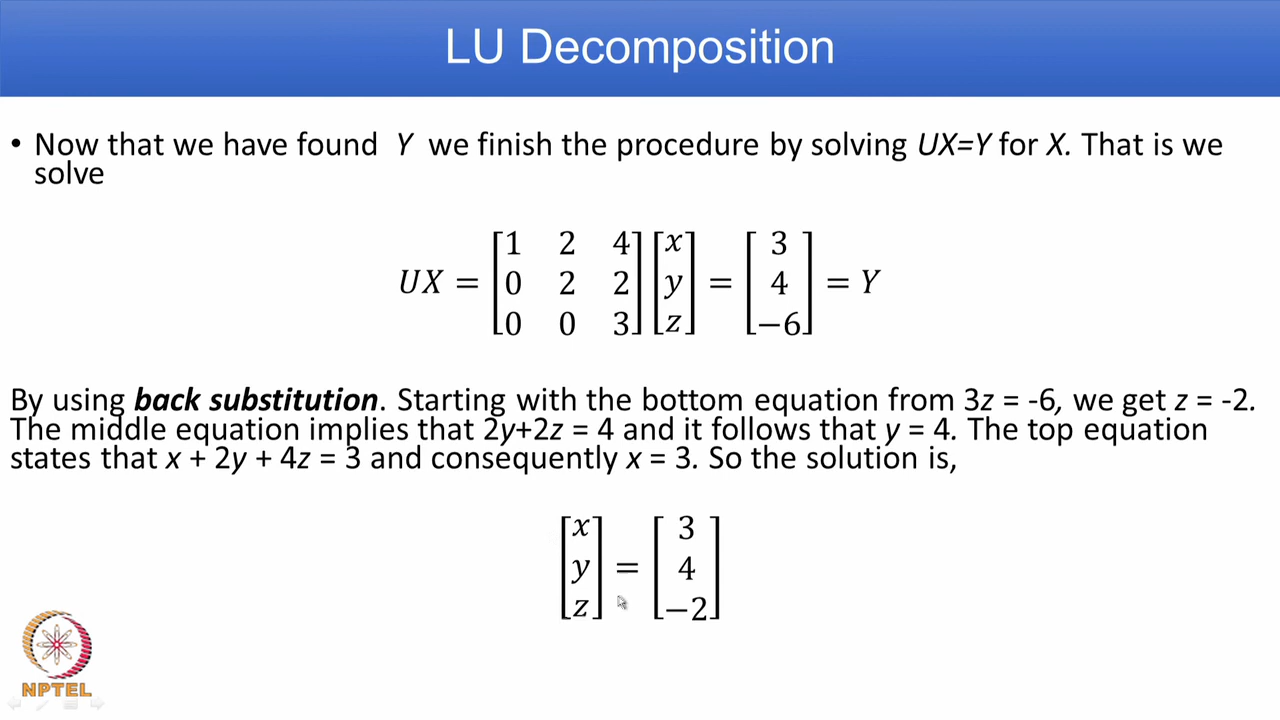 LU Decomposition
• Now that we have found Y we finish the procedure by solving UX=Y for X. That is we
solve
UX = [1 2 4; 0 2 2; 0 0 3] [x; y; z] = [3; 4; −6] = Y
By using back substitution. Starting with the bottom equation from 3z = -6, we get z = -2.
The middle equation implies that 2y+2z = 4 and it follows that y = 4. The top equation
states that x + 2y + 4z = 3 and consequently x = 3. So the solution is,
[x; y; z] = [3; 4; −2]
NPTEL